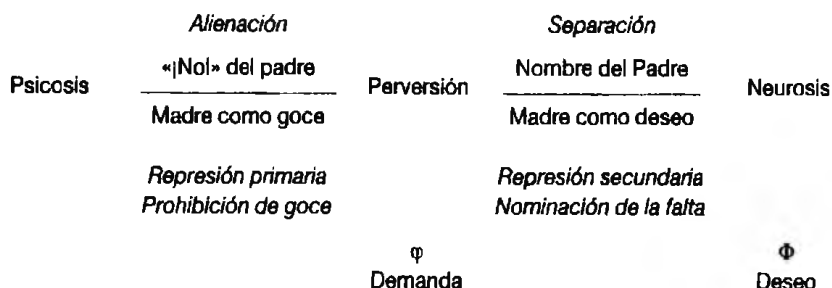 Alienación Separación
«¡No!» del padre Nombre del Padre
Psicosis Perversión Neurosis
Madre como goce Madre como deseo
Represión primaria Represión secundaria
Prohibición de goce Nominación de la falta
φ Φ
Demanda Deseo